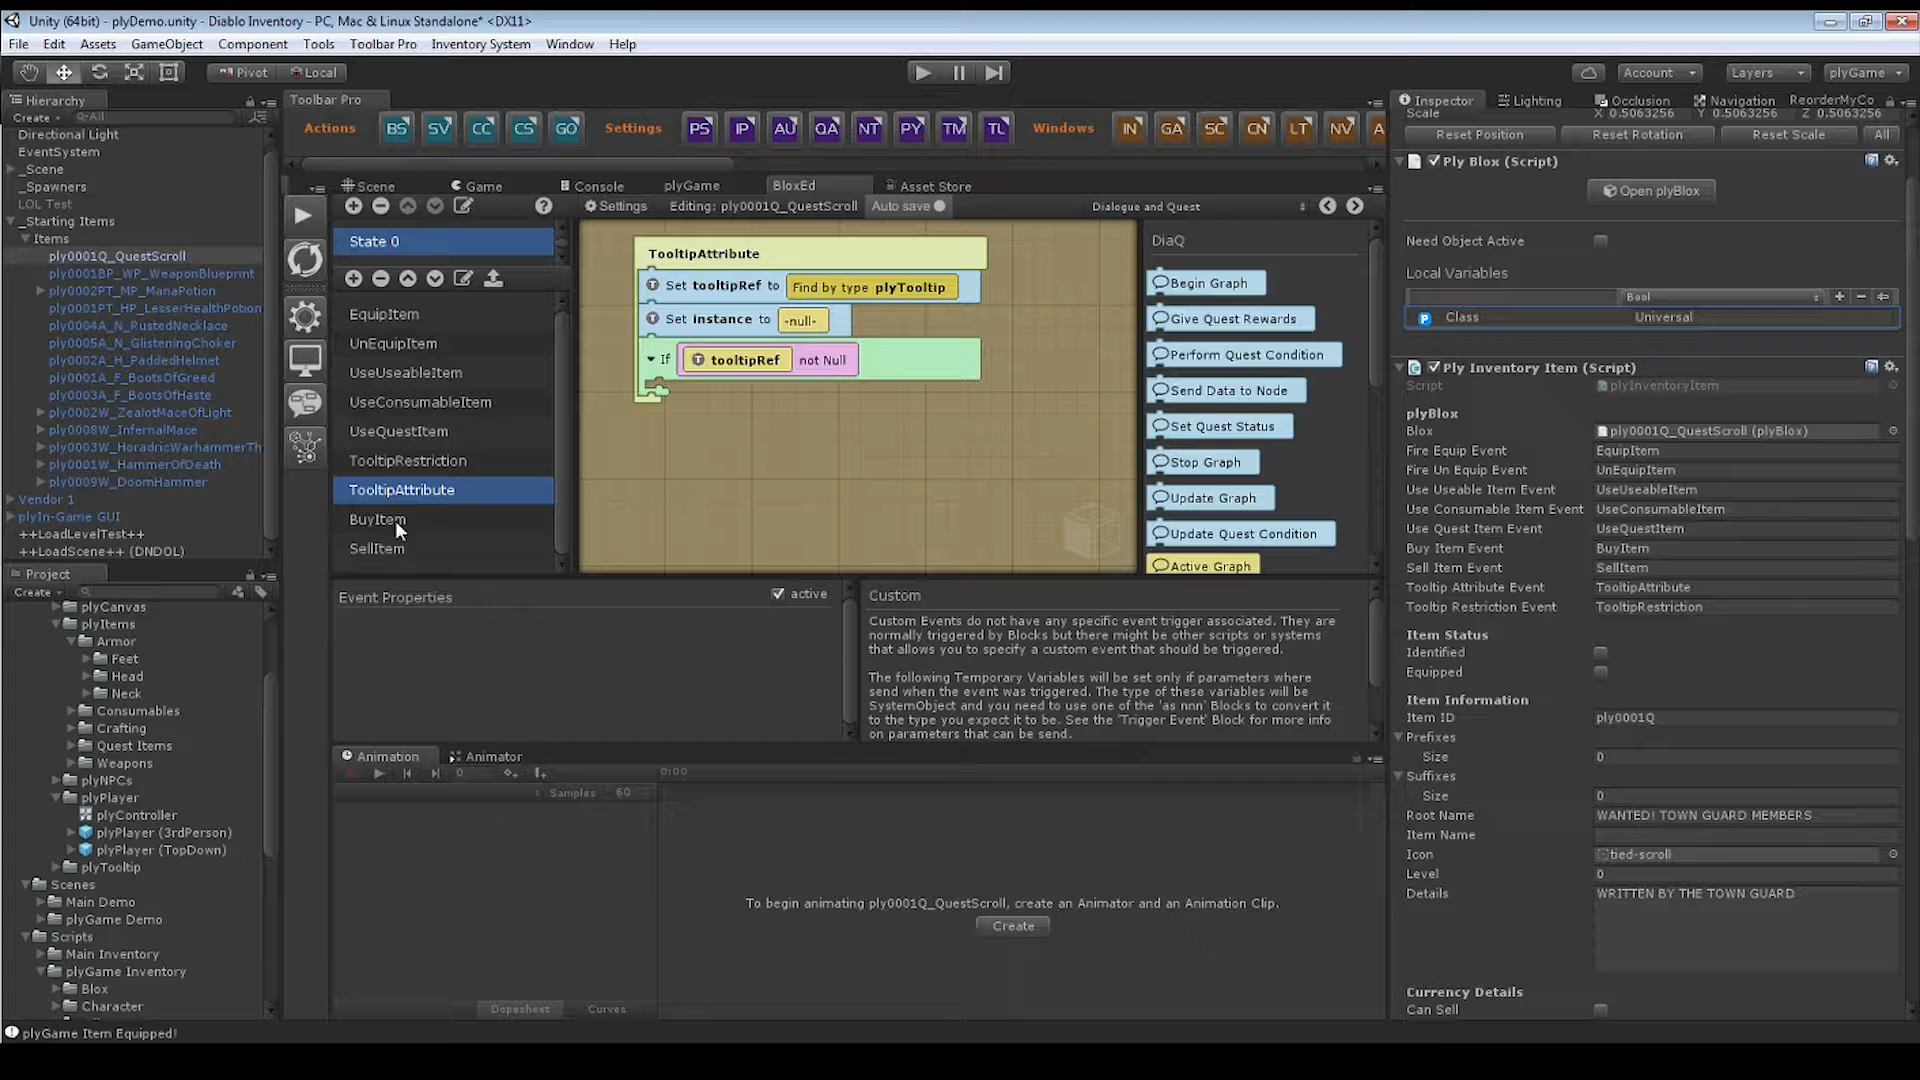 Unity (64bit) - plyDemo.unity - Diablo Inventory - PC, Mac & Linux Standalone* <DX11>
File Edit Assets GameObject Component Tools Toolbar Pro Inventory System Window Help
Pivot Local Account Layers plyGame
Hierarchy
Create All
Directional Light
EventSystem
_Scene
_Spawners
LOL Test
_Starting Items
Items
ply0001Q_QuestScroll
ply0001BP_WP_WeaponBlueprint
ply0002PT_MP_ManaPotion
ply0001PT_HP_LesserHealthPotion
ply0004A_N_RustedNecklace
ply0005A_N_GlisteningChoker
ply0002A_H_PaddedHelmet
ply0001A_F_BootsOfGreed
ply0003A_F_BootsOfHaste
ply0002W_ZealotMaceOfLight
ply0008W_InfernalMace
ply0003W_HoradricWarhammerTh
ply0001W_HammerOfDeath
ply0009W_DoomHammer
Vendor 1
plyIn-Game GUI
++LoadLevelTest++
++LoadScene++ (DNDOL)
Project
Create
plyCanvas
plyItems
Armor
Feet
Head
Neck
Consumables
Crafting
Quest Items
Weapons
plyNPCs
plyPlayer
plyController
plyPlayer (3rdPerson)
plyPlayer (TopDown)
plyTooltip
Scenes
Main Demo
plyGame Demo
Scripts
Main Inventory
plyGame Inventory
Blox
Character
plyGame Item Equipped!
Toolbar Pro
Actions BS SV CC CS GO Settings PS IP AU QA NT PY TM TL Windows IN GA SC CN LT NV A
Scene Game Console plyGame BloxEd Asset Store
Settings Editing: ply0001Q_QuestScroll Auto save Dialogue and Quest
State 0
EquipItem
UnEquipItem
UseUseableItem
UseConsumableItem
UseQuestItem
TooltipRestriction
TooltipAttribute
BuyItem
SellItem
TooltipAttribute
Set tooltipRef to Find by type plyTooltip
Set instance to -null-
If tooltipRef not Null
DiaQ
Begin Graph
Give Quest Rewards
Perform Quest Condition
Send Data to Node
Set Quest Status
Stop Graph
Update Graph
Update Quest Condition
Active Graph
Event Properties active
Custom
Custom Events do not have any specific event trigger associated. They are
normally triggered by Blocks but there might be other scripts or systems
that allows you to specify a custom event that should be triggered.
The following Temporary Variables will be set only if parameters where
send when the event was triggered. The type of these variables will be
SystemObject and you need to use one of the 'as nnn' Blocks to convert it
to the type you expect it to be. See the 'Trigger Event' Block for more info
on parameters that can be send.
Animation Animator
0 0:00
Samples 60
To begin animating ply0001Q_QuestScroll, create an Animator and an Animation Clip.
Create
Dopesheet Curves
Inspector Lighting Occlusion Navigation ReorderMyCo
Scale X 0.5063256 Y 0.5063256 Z 0.5063256
Reset Position Reset Rotation Reset Scale All
Ply Blox (Script)
Open plyBlox
Need Object Active
Local Variables
Bool
Class Universal
Ply Inventory Item (Script)
Script plyInventoryItem
plyBlox
Blox ply0001Q_QuestScroll (plyBlox)
Fire Equip Event EquipItem
Fire Un Equip Event UnEquipItem
Use Useable Item Event UseUseableItem
Use Consumable Item Event UseConsumableItem
Use Quest Item Event UseQuestItem
Buy Item Event BuyItem
Sell Item Event SellItem
Tooltip Attribute Event TooltipAttribute
Tooltip Restriction Event TooltipRestriction
Item Status
Identified
Equipped
Item Information
Item ID ply0001Q
Prefixes
Size 0
Suffixes
Size 0
Root Name WANTED! TOWN GUARD MEMBERS
Item Name
Icon tied-scroll
Level 0
Details WRITTEN BY THE TOWN GUARD
Currency Details
Can Sell